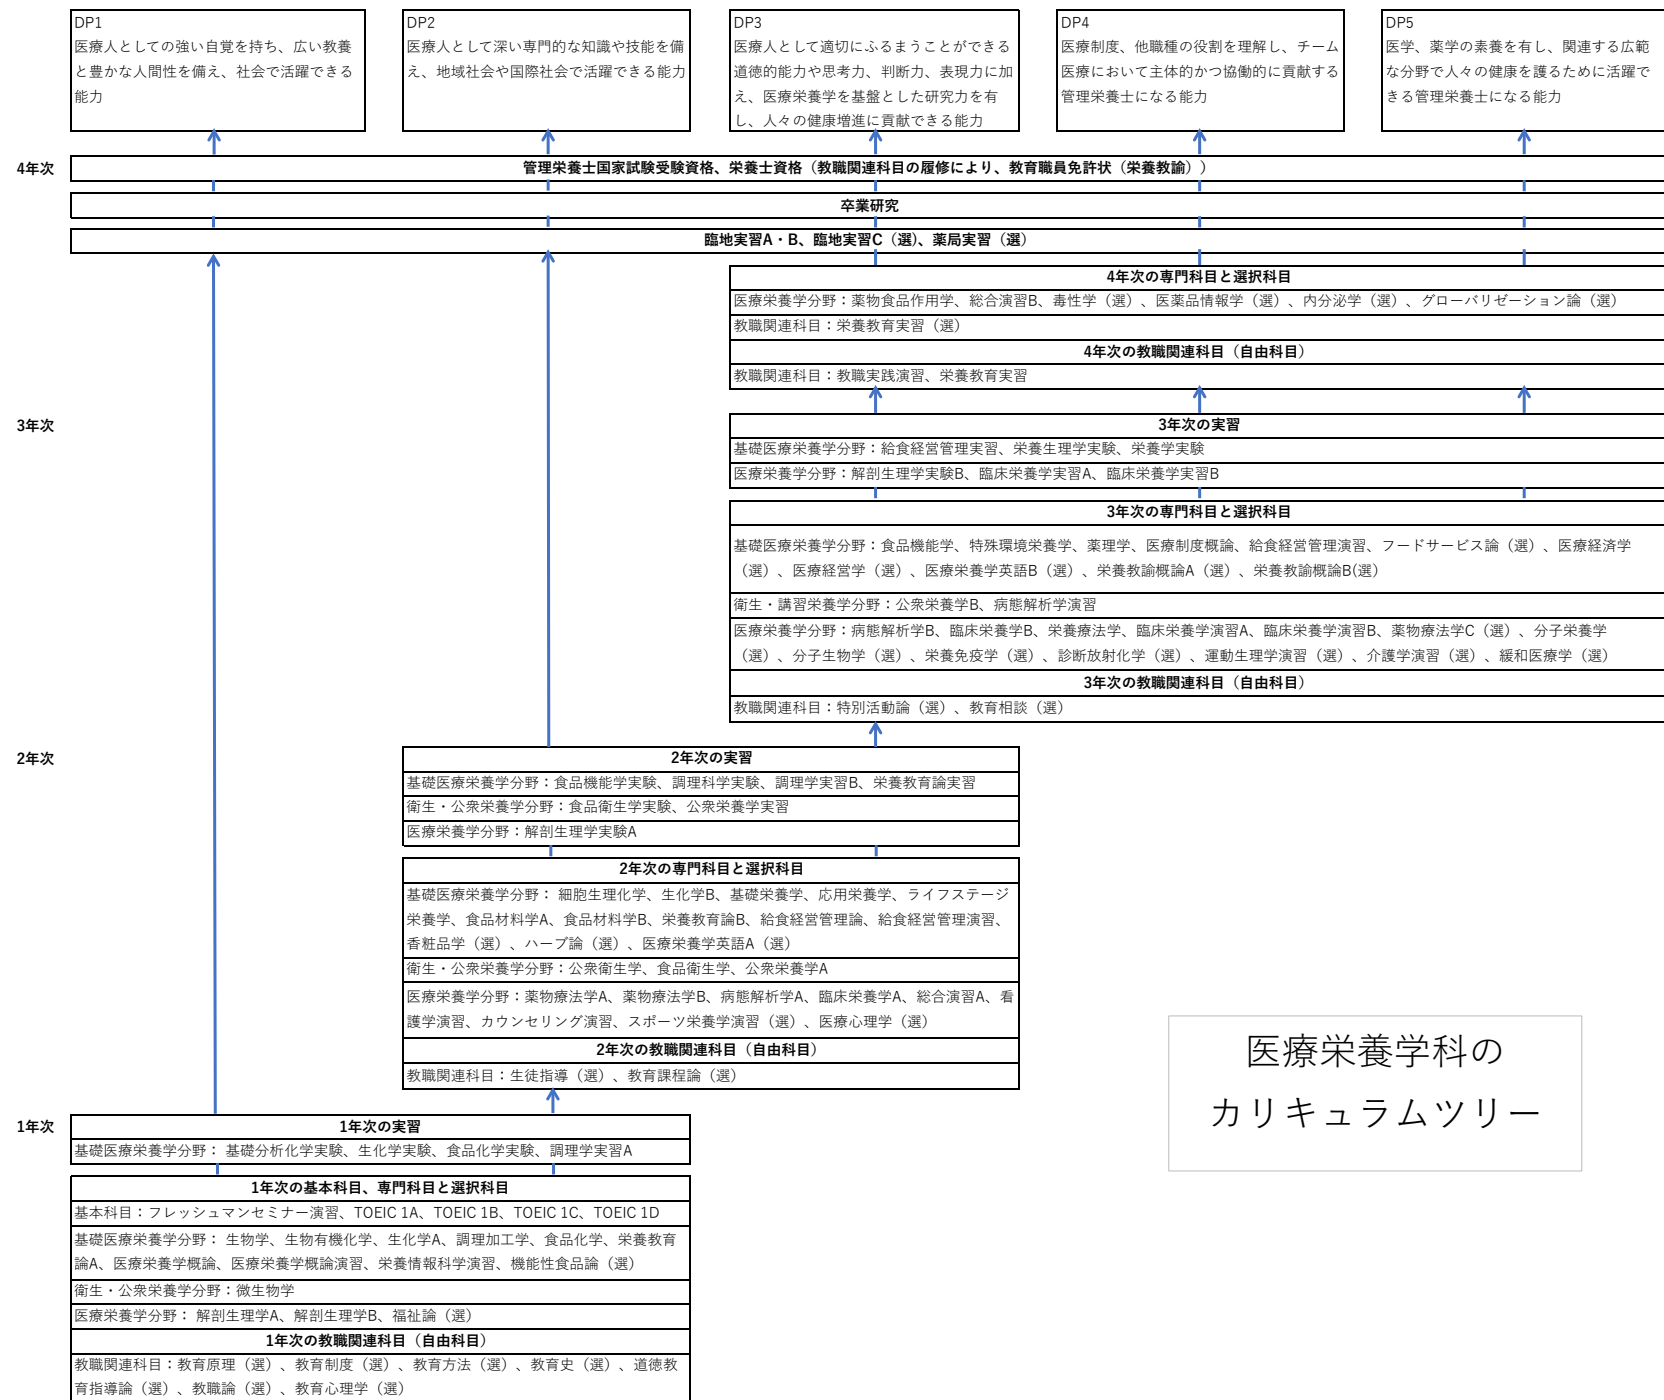 DP1
医療人としての強い自覚を持ち、広い教養
と豊かな人間性を備え、社会で活躍できる
能力
DP2
医療人として深い専門的な知識や技能を備
え、地域社会や国際社会で活躍できる能力
DP3
医療人として適切にふるまうことができる
道徳的能力や思考力、判断力、表現力に加
え、医療栄養学を基盤とした研究力を有
し、人々の健康増進に貢献できる能力
DP4
医療制度、他職種の役割を理解し、チーム
医療において主体的かつ協働的に貢献する
管理栄養士になる能力
DP5
医学、薬学の素養を有し、関連する広範
な分野で人々の健康を護るために活躍で
きる管理栄養士になる能力
4年次
管理栄養士国家試験受験資格、栄養士資格（教職関連科目の履修により、教育職員免許状（栄養教諭））
卒業研究
臨地実習A・B、臨地実習C（選)、薬局実習（選）
4年次の専門科目と選択科目
医療栄養学分野：薬物食品作用学、総合演習B、毒性学（選）、医薬品情報学（選）、内分泌学（選）、グローバリゼーション論（選）
教職関連科目：栄養教育実習（選）
4年次の教職関連科目（自由科目）
教職関連科目：教職実践演習、栄養教育実習
3年次
3年次の実習
基礎医療栄養学分野：給食経営管理実習、栄養生理学実験、栄養学実験
医療栄養学分野：解剖生理学実験B、臨床栄養学実習A、臨床栄養学実習B
3年次の専門科目と選択科目
基礎医療栄養学分野：食品機能学、特殊環境栄養学、薬理学、医療制度概論、給食経営管理演習、フードサービス論（選）、医療経済学
（選）、医療経営学（選）、医療栄養学英語B（選）、栄養教諭概論A（選）、栄養教諭概論B(選）
衛生・講習栄養学分野：公衆栄養学B、病態解析学演習
医療栄養学分野：病態解析学B、臨床栄養学B、栄養療法学、臨床栄養学演習A、臨床栄養学演習B、薬物療法学C（選）、分子栄養学
（選）、分子生物学（選）、栄養免疫学（選）、診断放射化学（選）、運動生理学演習（選）、介護学演習（選）、緩和医療学（選）
3年次の教職関連科目（自由科目）
教職関連科目：特別活動論（選）、教育相談（選）
2年次
2年次の実習
基礎医療栄養学分野：食品機能学実験、調理科学実験、調理学実習B、栄養教育論実習
衛生・公衆栄養学分野：食品衛生学実験、公衆栄養学実習
医療栄養学分野：解剖生理学実験A
2年次の専門科目と選択科目
基礎医療栄養学分野： 細胞生理化学、生化学B、基礎栄養学、応用栄養学、ライフステージ
栄養学、食品材料学A、食品材料学B、栄養教育論B、給食経営管理論、給食経営管理演習、
香粧品学（選）、ハーブ論（選）、医療栄養学英語A（選）
衛生・公衆栄養学分野：公衆衛生学、食品衛生学、公衆栄養学A
医療栄養学分野：薬物療法学A、薬物療法学B、病態解析学A、臨床栄養学A、総合演習A、看
護学演習、カウンセリング演習、スポーツ栄養学演習（選）、医療心理学（選）
2年次の教職関連科目（自由科目）
教職関連科目：生徒指導（選）、教育課程論（選）
医療栄養学科の
カリキュラムツリー
1年次
1年次の実習
基礎医療栄養学分野： 基礎分析化学実験、生化学実験、食品化学実験、調理学実習A
1年次の基本科目、専門科目と選択科目
基本科目：フレッシュマンセミナー演習、TOEIC 1A、TOEIC 1B、TOEIC 1C、TOEIC 1D
基礎医療栄養学分野： 生物学、生物有機化学、生化学A、調理加工学、食品化学、栄養教育
論A、医療栄養学概論、医療栄養学概論演習、栄養情報科学演習、機能性食品論（選）
衛生・公衆栄養学分野：微生物学
医療栄養学分野： 解剖生理学A、解剖生理学B、福祉論（選）
1年次の教職関連科目（自由科目）
教職関連科目：教育原理（選）、教育制度（選）、教育方法（選）、教育史（選）、道徳教
育指導論（選）、教職論（選）、教育心理学（選）